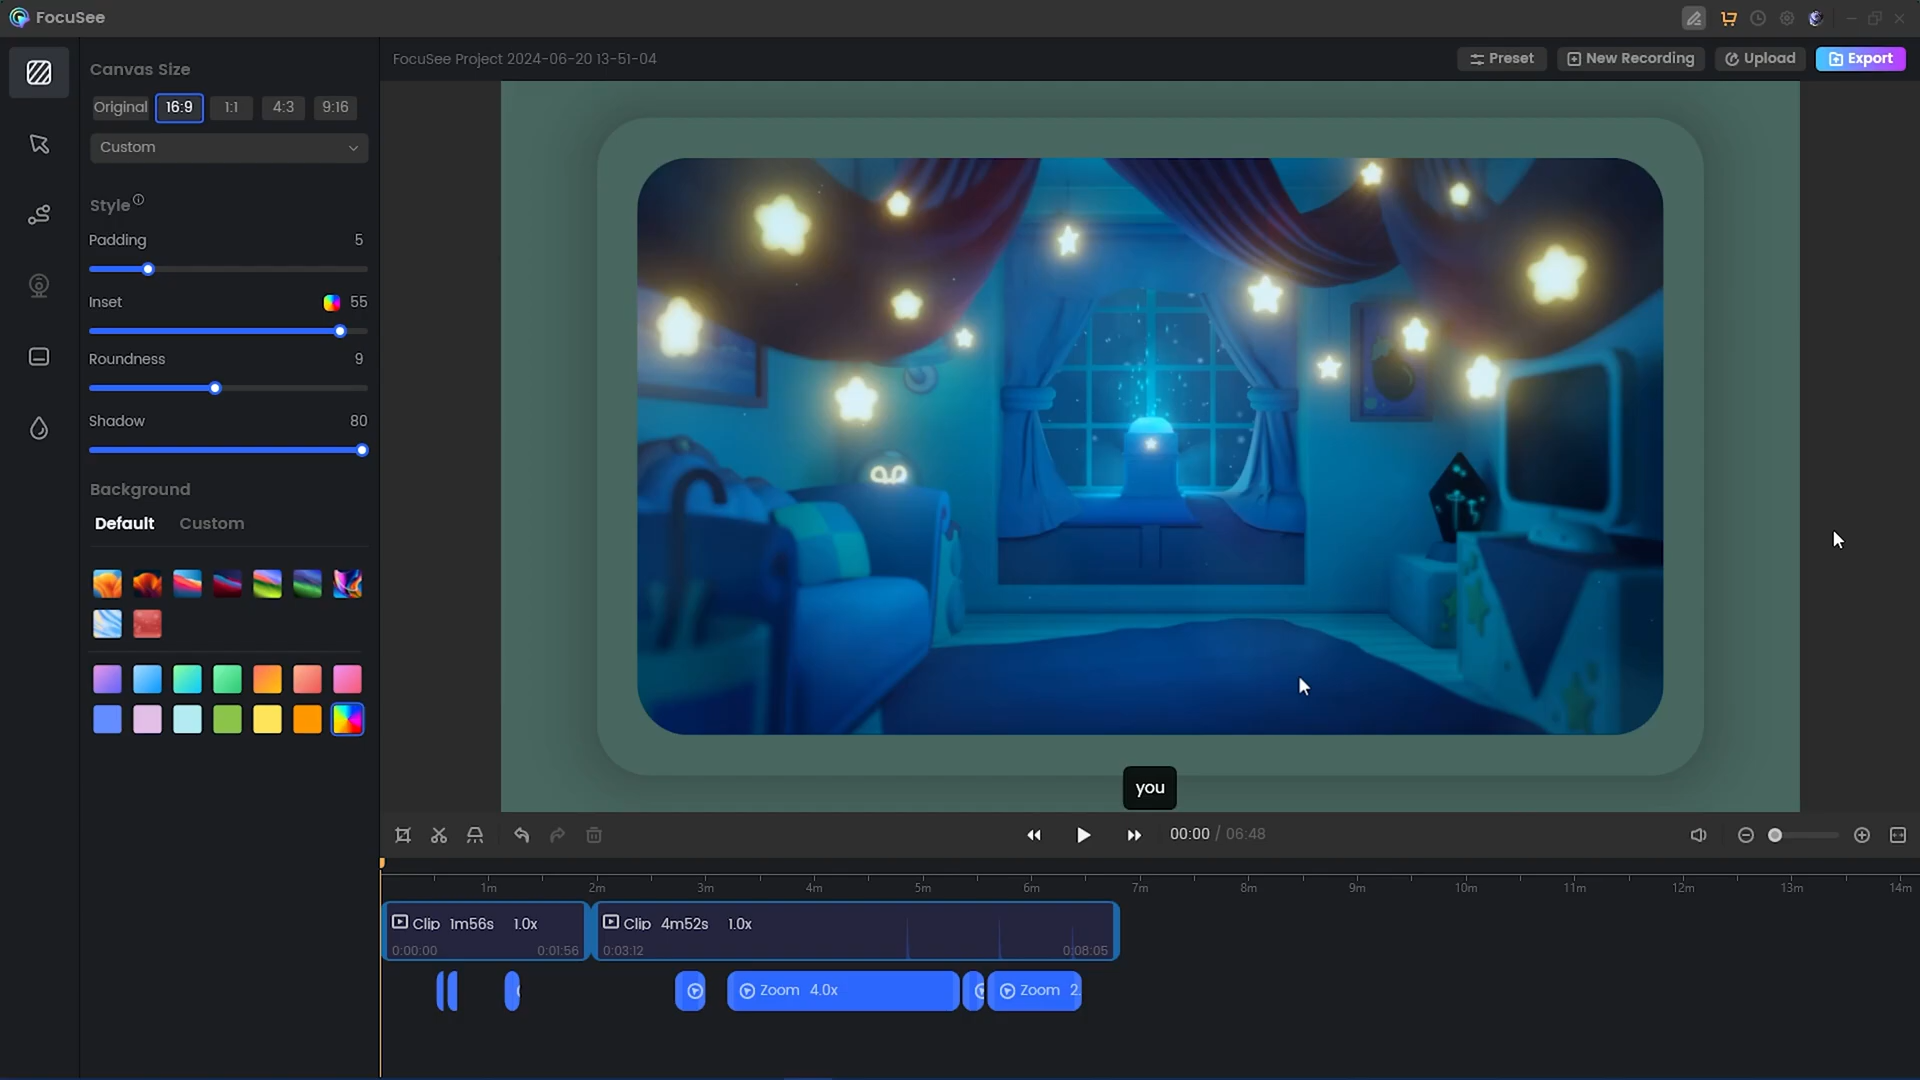 FocuSee
FocuSee Project 2024-06-20 13-51-04
Preset
New Recording
Upload
Export
Canvas Size
Original 16:9 1:1 4:3 9:16
Custom
Style
Padding 5
Inset 55
Roundness 9
Shadow 80
Background
Default Custom
you
00:00 / 06:48
1m 2m 3m 4m 5m 6m 7m 8m 9m 10m 11m 12m 13m 14m
Clip 1m56s 1.0x
0:00:00 0:01:56
Clip 4m52s 1.0x
0:03:12 0:08:05
Zoom 4.0x
Zoom 2.